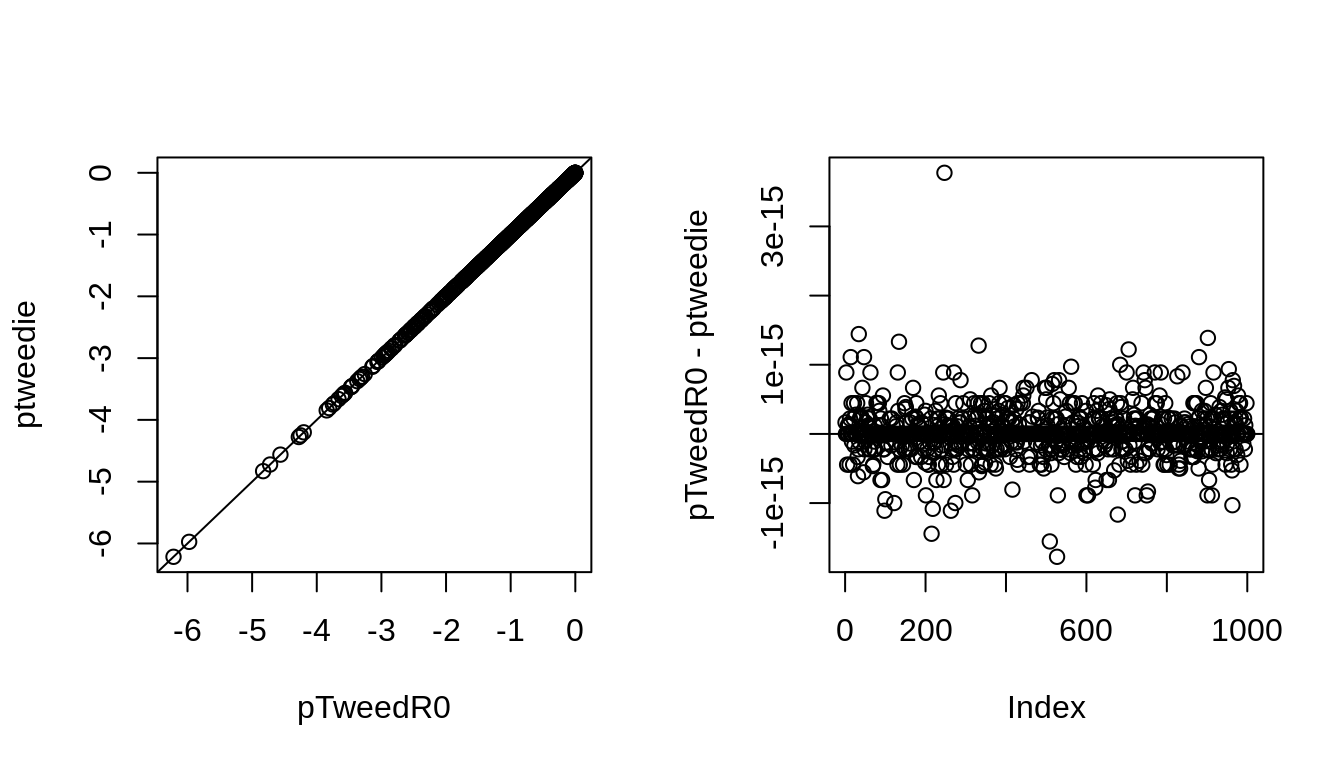 ptweedie
0
-1
-2
-3
-4
-5
-6
-6 -5 -4 -3 -2 -1 0
pTweedR0
pTweedR0 - ptweedie
3e-15
1e-15
-1e-15
0 200 600 1000
Index